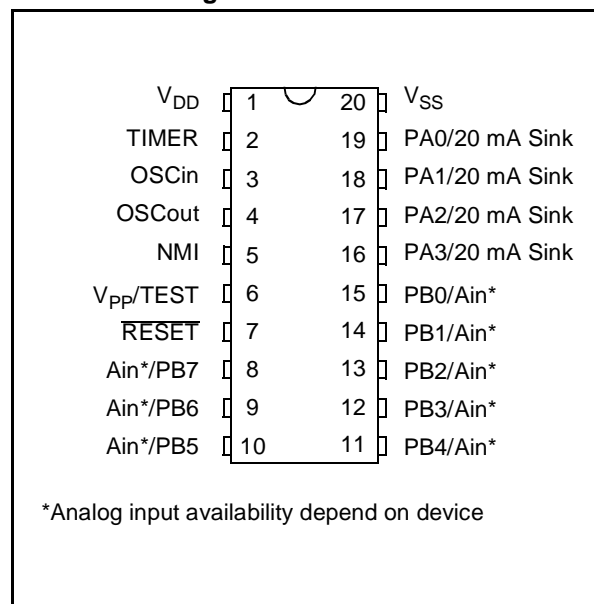 V_DD 1 20 V_SS
TIMER 2 19 PA0/20 mA Sink
OSCin 3 18 PA1/20 mA Sink
OSCout 4 17 PA2/20 mA Sink
NMI 5 16 PA3/20 mA Sink
V_PP/TEST 6 15 PB0/Ain*
RESET 7 14 PB1/Ain*
Ain*/PB7 8 13 PB2/Ain*
Ain*/PB6 9 12 PB3/Ain*
Ain*/PB5 10 11 PB4/Ain*
*Analog input availability depend on device